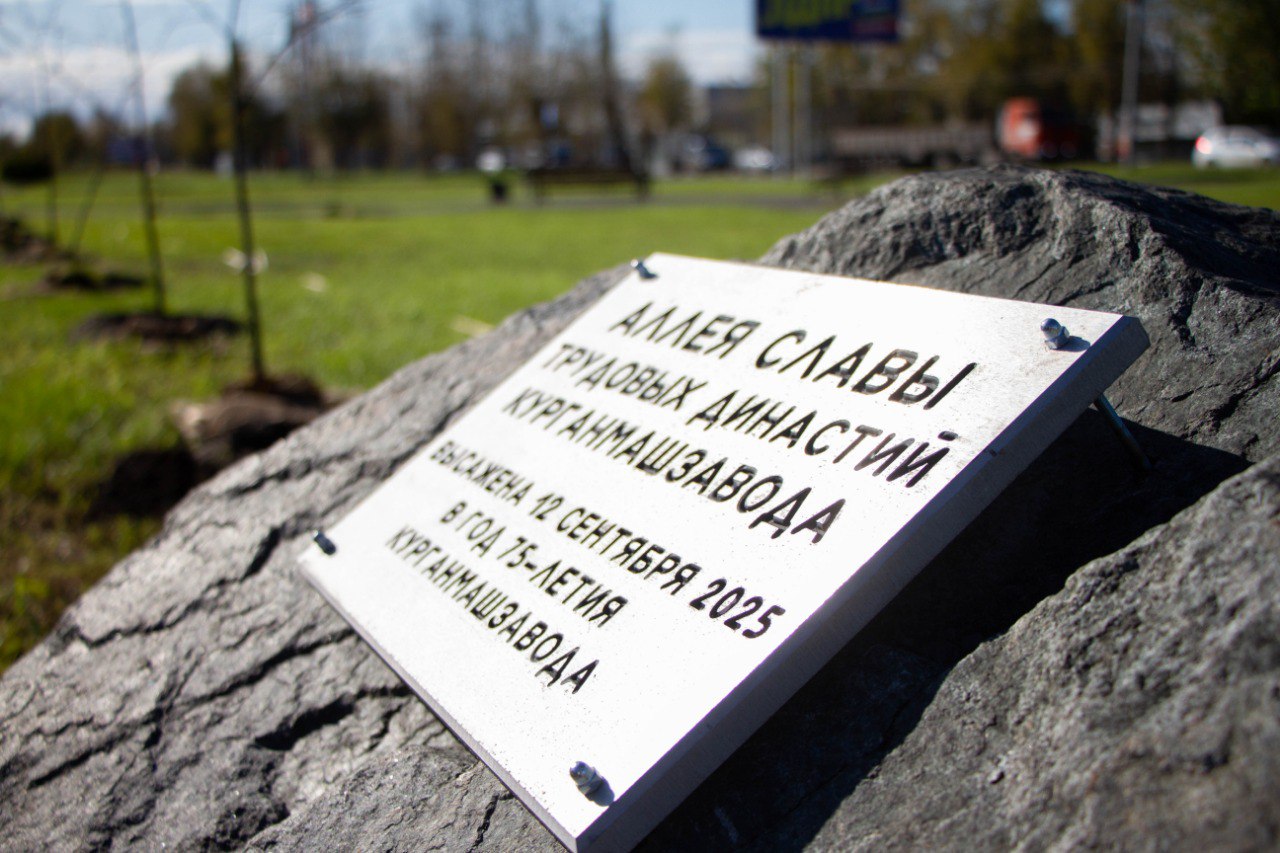 АЛЛЕЯ СЛАВЫ
ТРУДОВЫХ ДИНАСТИЙ
КУРГАНМАШЗАВОДА
ВЫСАЖЕНА 12 СЕНТЯБРЯ 2025
В ГОД 75-ЛЕТИЯ
КУРГАНМАШЗАВОДА